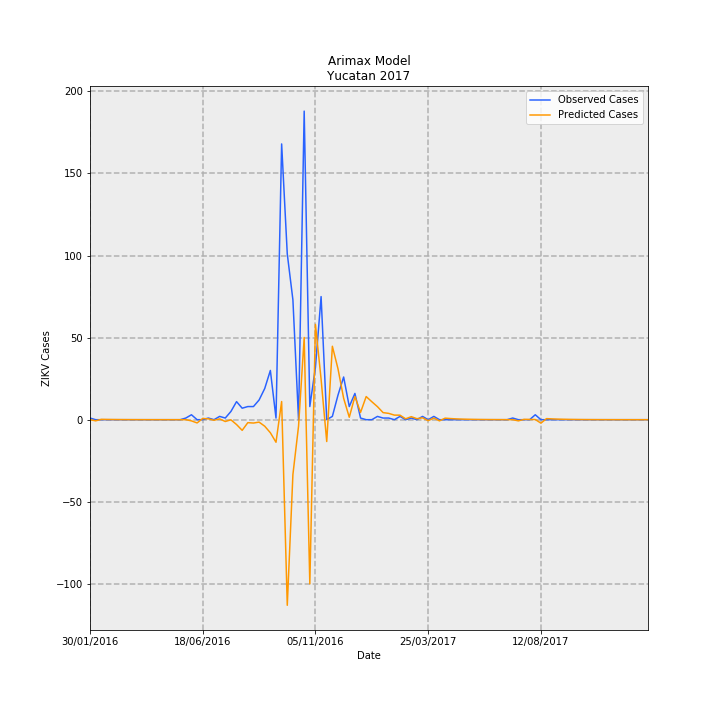 Arimax Model
Yucatan 2017
Observed Cases
Predicted Cases
200
150
100
50
0
−50
−100
ZIKV Cases
30/01/2016
18/06/2016
05/11/2016
25/03/2017
12/08/2017
Date